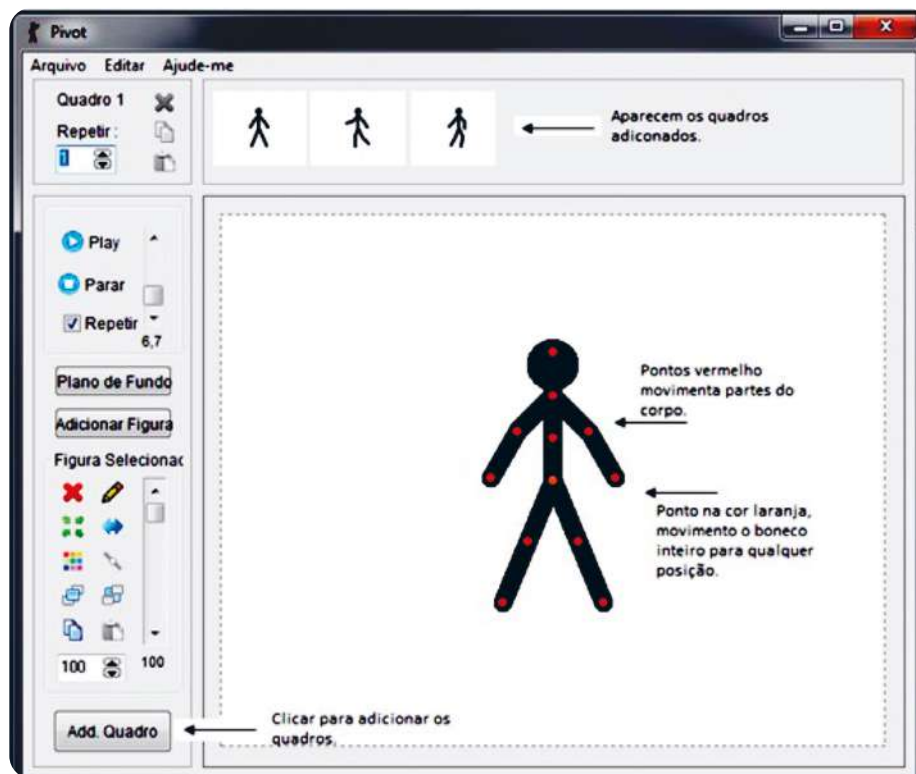 Pivot
Arquivo Editar Ajude-me
Quadro 1
Repetir :
1
Aparecem os quadros
adiconados.
Play
Parar
Repetir
6,7
Plano de Fundo
Adicionar Figura
Figura Selecionac
100
100
Add. Quadro
Pontos vermelho
movimenta partes do
corpo.
Ponto na cor laranja,
movimento o boneco
inteiro para qualquer
posição.
Clicar para adicionar os
quadros.